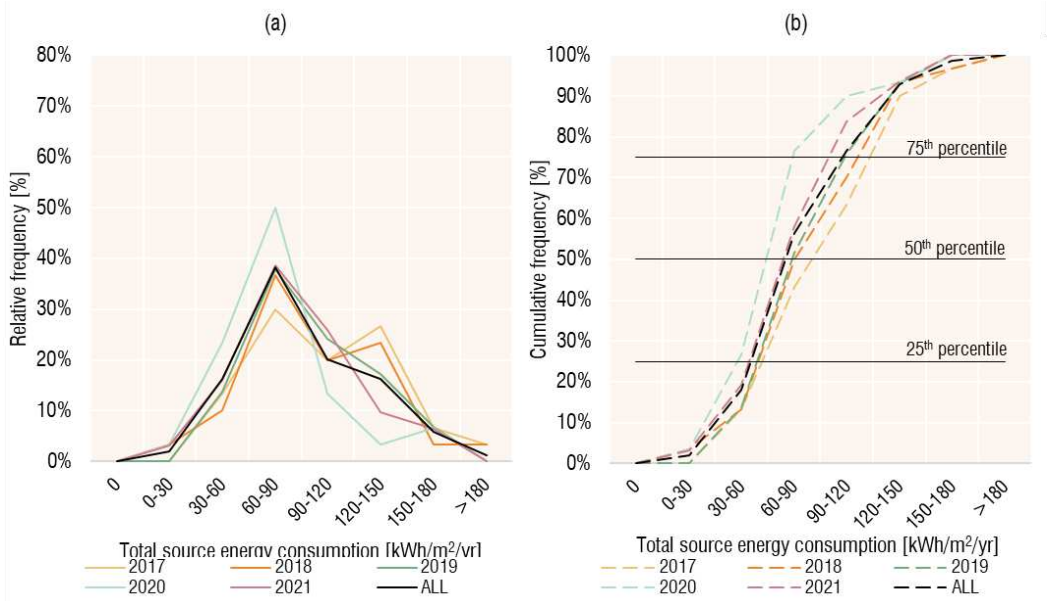 (a)
80%
70%
60%
50%
40%
30%
20%
10%
0%
Relative frequency [%]
0
0-30
30-60
60-90
90-120
120-150
150-180
> 180
Total source energy consumption [kWh/m²/yr]
2017 2018 2019
2020 2021 ALL
(b)
100%
90%
80%
70%
60%
50%
40%
30%
20%
10%
0%
Cumulative frequency [%]
75th percentile
50th percentile
25th percentile
0
0-30
30-60
60-90
90-120
120-150
150-180
> 180
Total source energy consumption [kWh/m²/yr]
2017 2018 2019
2020 2021 ALL